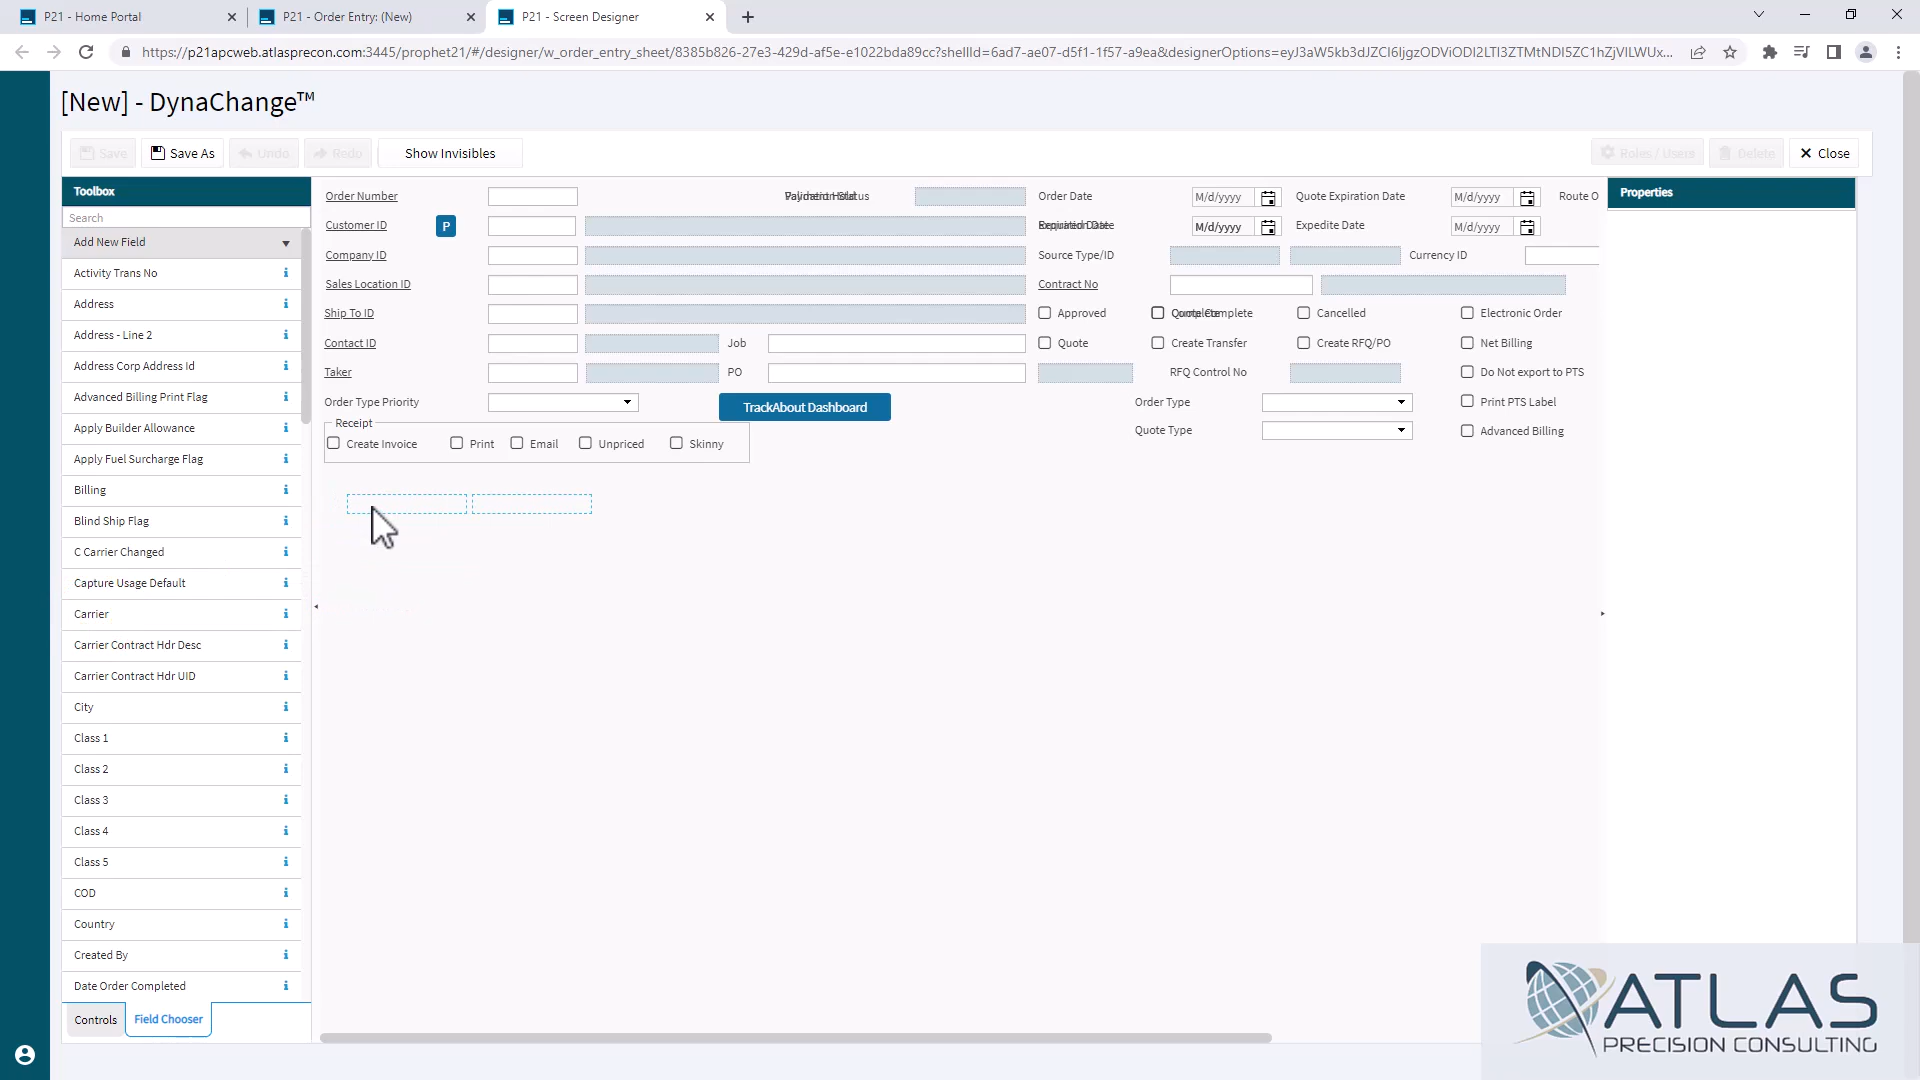 P21 - Home Portal
P21 - Order Entry: (New)
P21 - Screen Designer
https://p21apcweb.atlasprecon.com:3445/prophet21/#/designer/w_order_entry_sheet/8385b826-27e3-429d-af5e-e1022bda89cc?shellId=6ad7-ae07-d5f1-1f57-a9ea&designerOptions=eyJ3aW5kb3dJZCI6IjgzODViODI2LTI3ZTMtNDI5ZC1hZjVlLWUx...
[New] - DynaChange™
Save
Save As
Undo
Redo
Show Invisibles
Roles / Users
Delete
Close
Toolbox
Search
Add New Field
Activity Trans No
Address
Address - Line 2
Address Corp Address Id
Advanced Billing Print Flag
Apply Builder Allowance
Apply Fuel Surcharge Flag
Billing
Blind Ship Flag
C Carrier Changed
Capture Usage Default
Carrier
Carrier Contract Hdr Desc
Carrier Contract Hdr UID
City
Class 1
Class 2
Class 3
Class 4
Class 5
COD
Country
Created By
Date Order Completed
Controls
Field Chooser
Order Number
Order Date
M/d/yyyy
Quote Expiration Date
M/d/yyyy
Route O
Customer ID
P
M/d/yyyy
Expedite Date
M/d/yyyy
Company ID
Source Type/ID
Currency ID
Sales Location ID
Contract No
Ship To ID
Approved
Cancelled
Electronic Order
Contact ID
Job
Quote
Create Transfer
Create RFQ/PO
Net Billing
Taker
PO
RFQ Control No
Do Not export to PTS
Order Type Priority
TrackAbout Dashboard
Order Type
Print PTS Label
Receipt
Quote Type
Advanced Billing
Create Invoice
Print
Email
Unpriced
Skinny
Properties
ATLAS
PRECISION CONSULTING